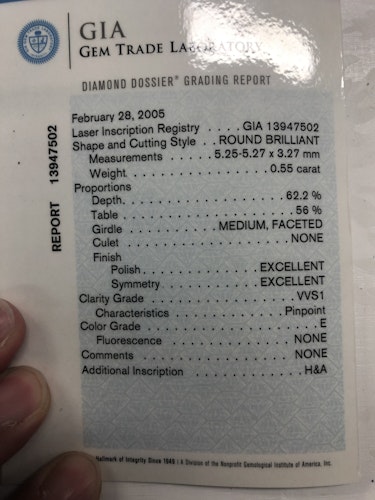 GIA
GEM TRADE LABORATORY
DIAMOND DOSSIER® GRADING REPORT
REPORT 13947502
February 28, 2005
Laser Inscription Registry . . . . GIA 13947502
Shape and Cutting Style . . ROUND BRILLIANT
Measurements . . . . . 5.25-5.27 x 3.27 mm
Weight . . . . . . . . . . . . . . . . . . 0.55 carat
Proportions
Depth . . . . . . . . . . . . . . . . . . . . . 62.2 %
Table . . . . . . . . . . . . . . . . . . . . . . 56 %
Girdle . . . . . . . . . . . . MEDIUM, FACETED
Culet . . . . . . . . . . . . . . . . . . . . . . NONE
Finish
Polish . . . . . . . . . . . . . . . EXCELLENT
Symmetry . . . . . . . . . . . . EXCELLENT
Clarity Grade . . . . . . . . . . . . . . . . . VVS1
Characteristics . . . . . . . . . . . Pinpoint
Color Grade . . . . . . . . . . . . . . . . . . . . . E
Fluorescence . . . . . . . . . . . . . . NONE
Comments . . . . . . . . . . . . . . . . . . NONE
Additional Inscription . . . . . . . . . . . . H&A
Hallmark of Integrity Since 1949 | A Division of the Nonprofit Gemological Institute of America, Inc.